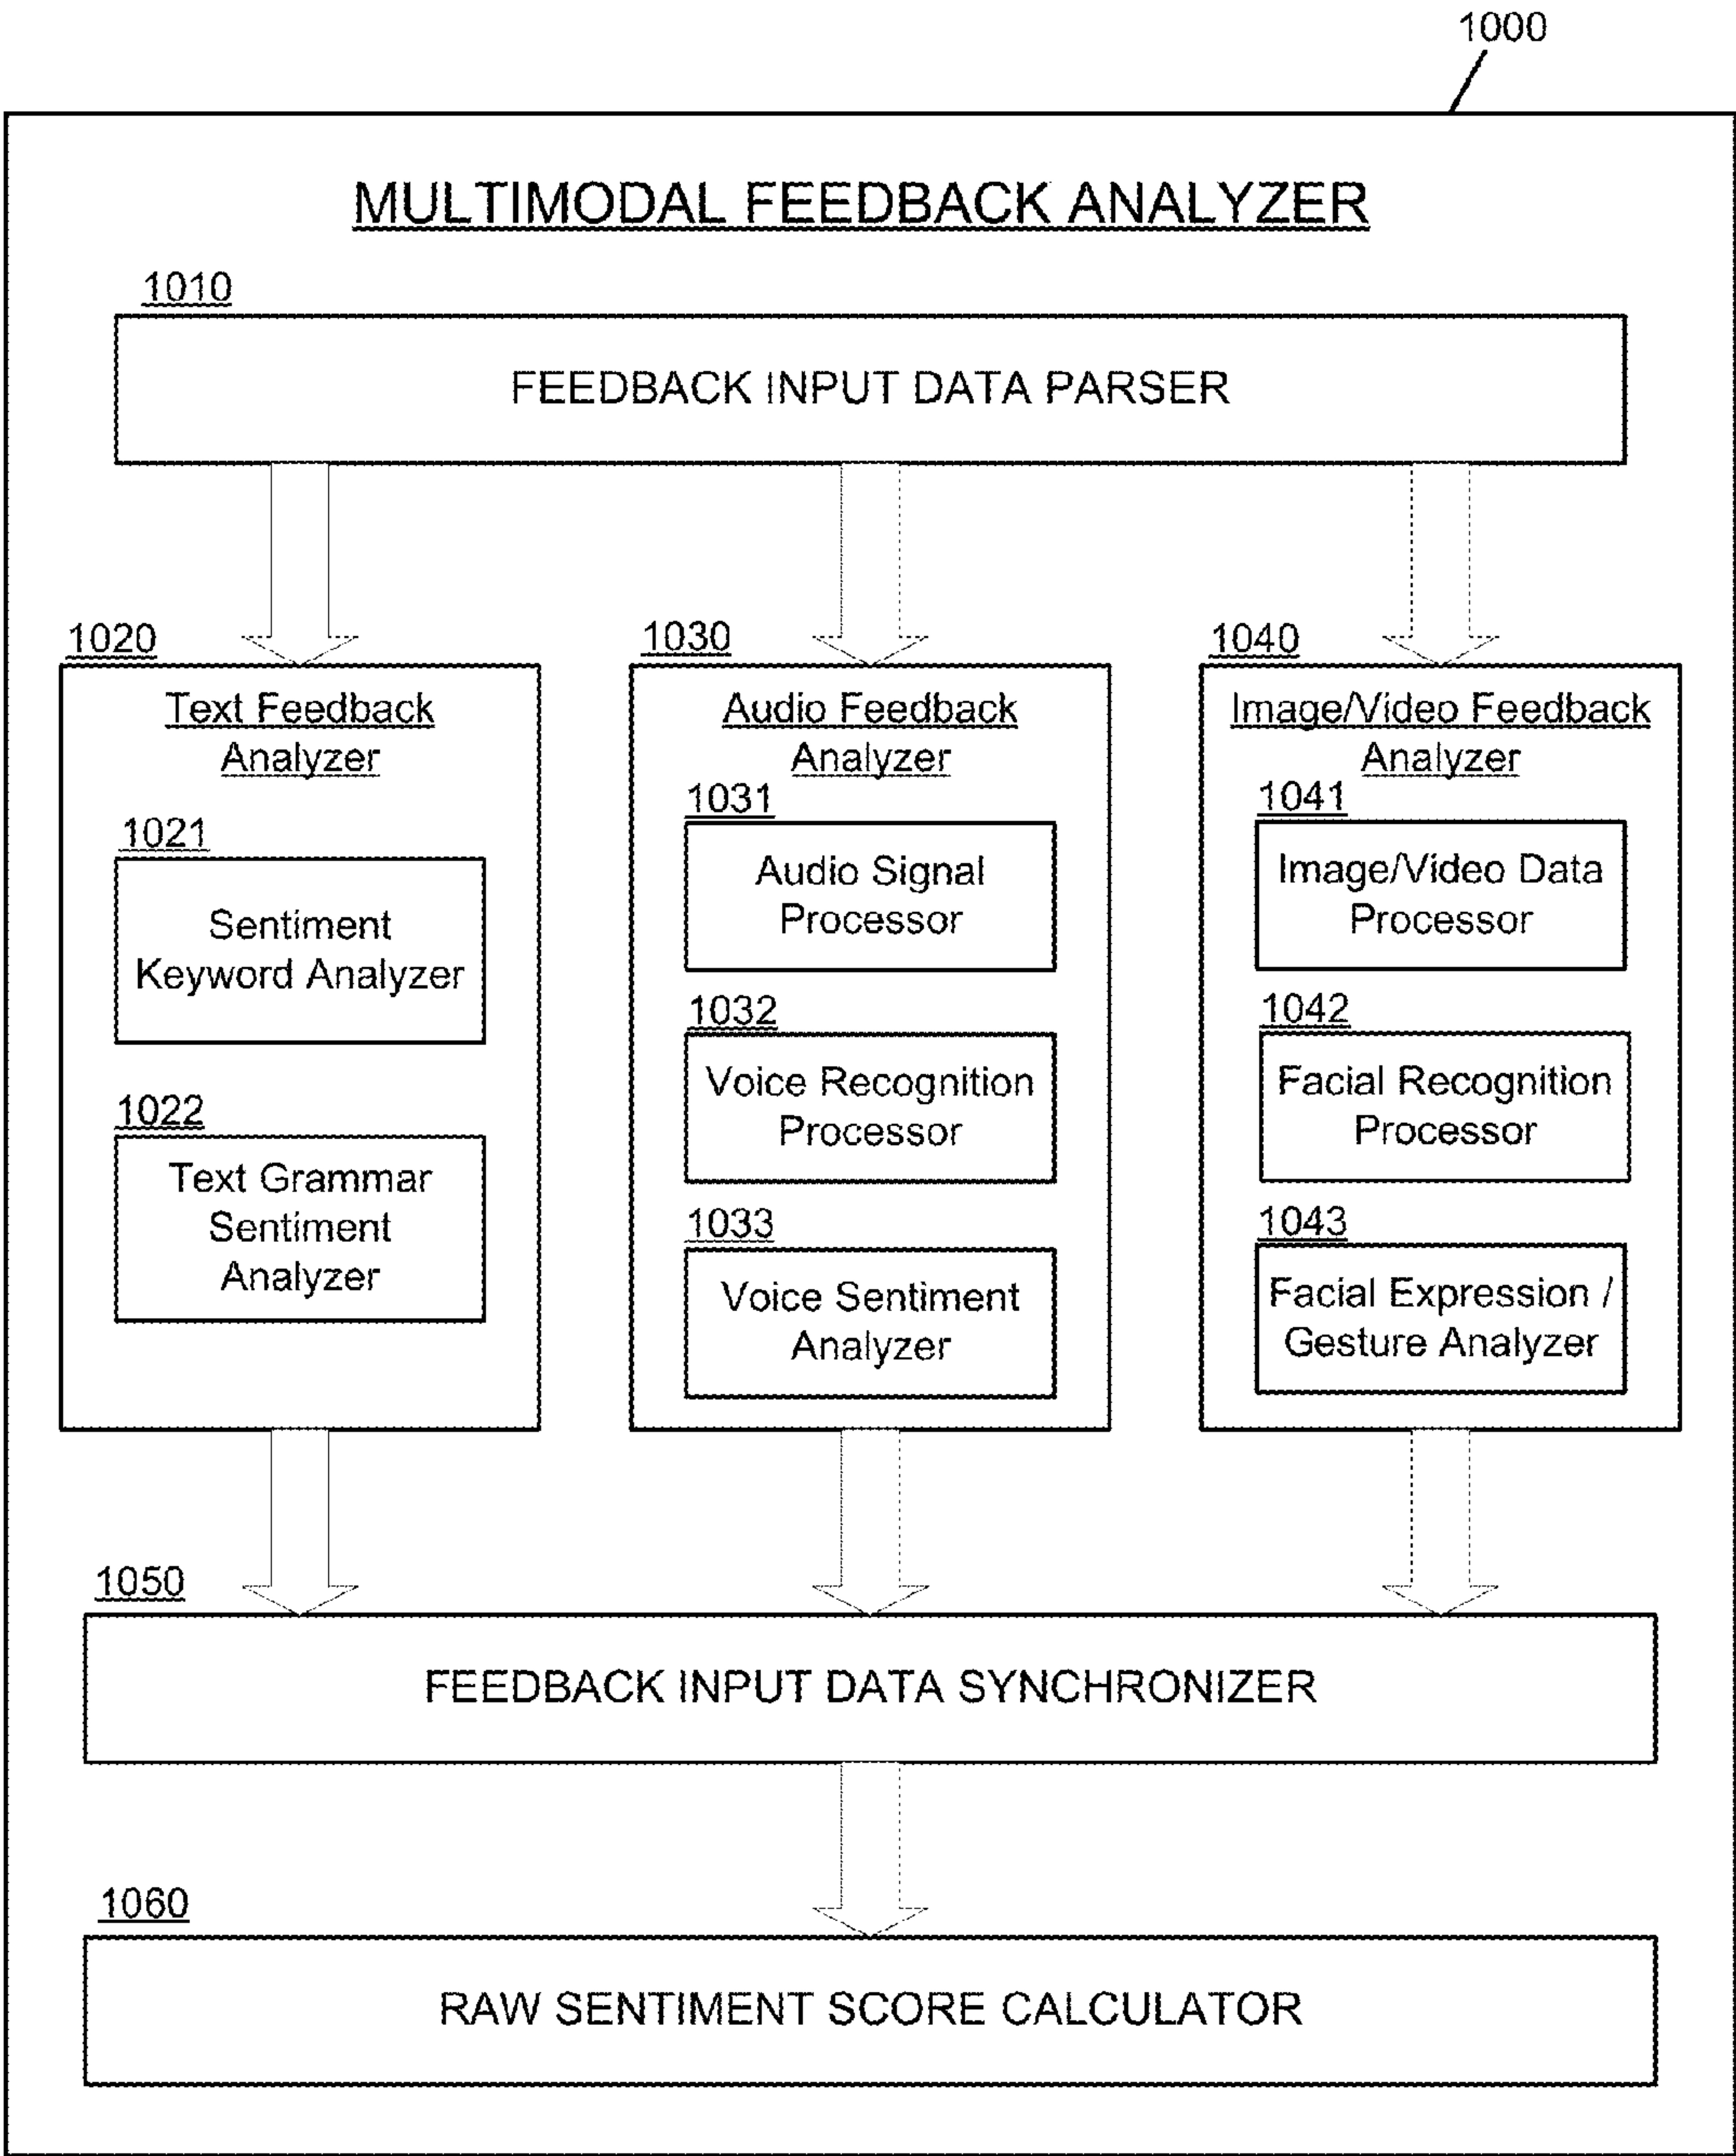 1000
MULTIMODAL FEEDBACK ANALYZER
1010
FEEDBACK INPUT DATA PARSER
1020
Text Feedback
Analyzer
1021
Sentiment
Keyword Analyzer
1022
Text Grammar
Sentiment
Analyzer
1030
Audio Feedback
Analyzer
1031
Audio Signal
Processor
1032
Voice Recognition
Processor
1033
Voice Sentiment
Analyzer
1040
Image/Video Feedback
Analyzer
1041
Image/Video Data
Processor
1042
Facial Recognition
Processor
1043
Facial Expression /
Gesture Analyzer
1050
FEEDBACK INPUT DATA SYNCHRONIZER
1060
RAW SENTIMENT SCORE CALCULATOR